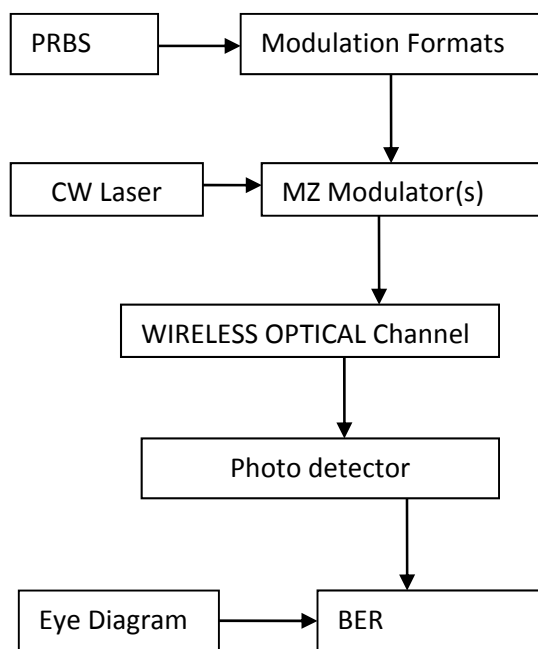 PRBS
Modulation Formats
CW Laser
MZ Modulator(s)
WIRELESS OPTICAL Channel
Photo detector
Eye Diagram
BER